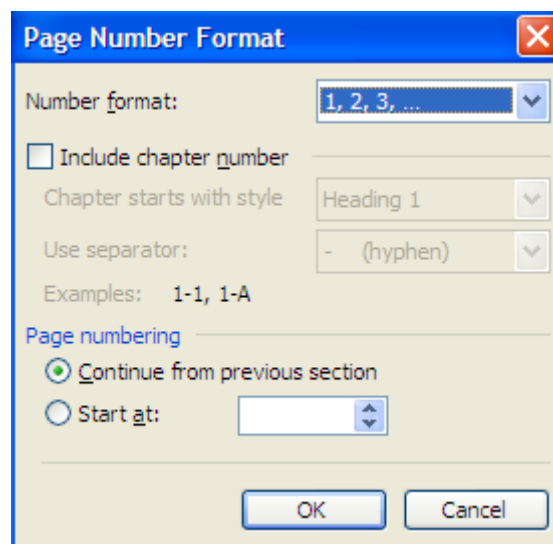 Page Number Format
Number format: 1, 2, 3, ...
Include chapter number
Chapter starts with style Heading 1
Use separator: - (hyphen)
Examples: 1-1, 1-A
Page numbering
Continue from previous section
Start at:
OK Cancel